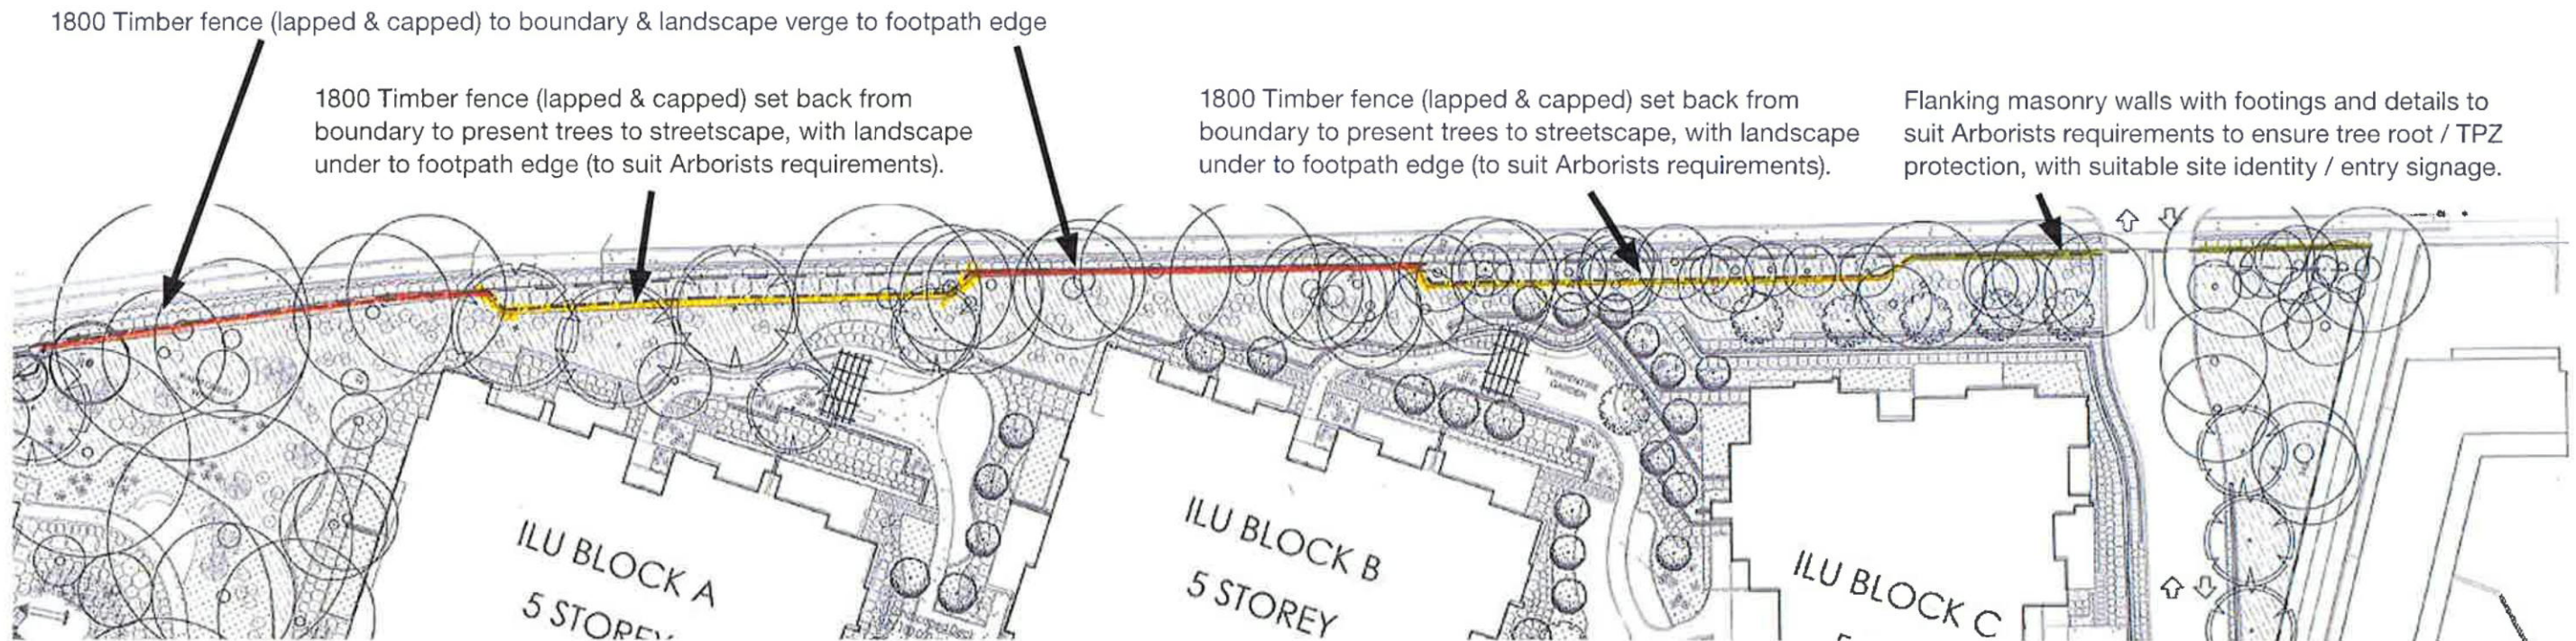 1800 Timber fence (lapped & capped) to boundary & landscape verge to footpath edge
1800 Timber fence (lapped & capped) set back from
boundary to present trees to streetscape, with landscape
under to footpath edge (to suit Arborists requirements).
1800 Timber fence (lapped & capped) set back from
boundary to present trees to streetscape, with landscape
under to footpath edge (to suit Arborists requirements).
Flanking masonry walls with footings and details to
suit Arborists requirements to ensure tree root / TPZ
protection, with suitable site identity / entry signage.
TURPENTINE
GARDEN
ILU BLOCK A
5 STOREY
ILU BLOCK B
5 STOREY
ILU BLOCK C